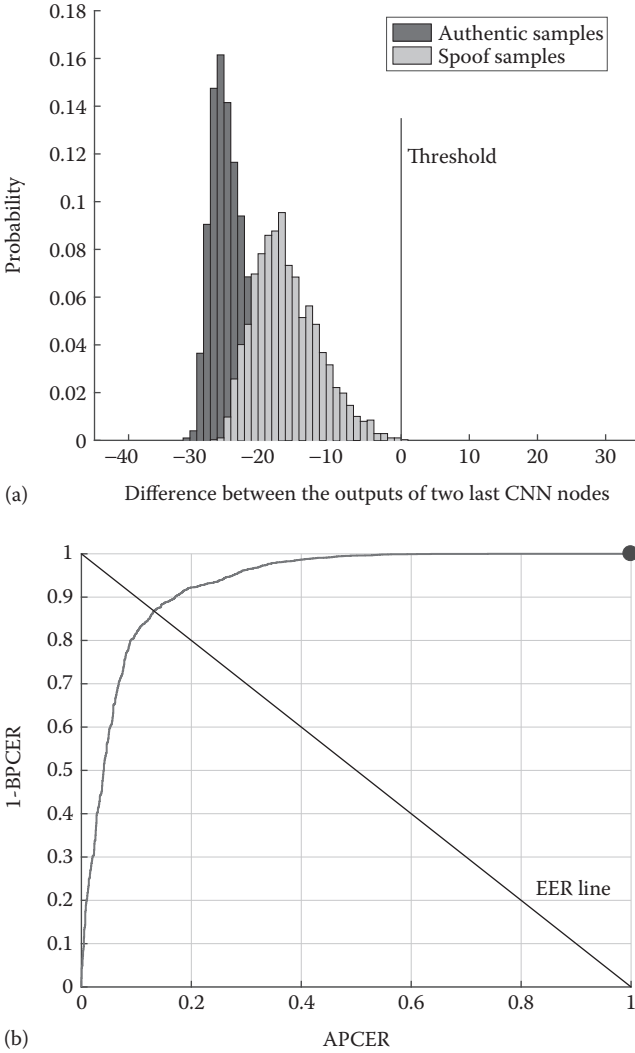 0.18
0.16
0.14
0.12
0.1
0.08
0.06
0.04
0.02
0
Probability
Authentic samples
Spoof samples
Threshold
−40 −30 −20 −10 0 10 20 30
(a) Difference between the outputs of two last CNN nodes
1
0.9
0.8
0.7
0.6
0.5
0.4
0.3
0.2
0.1
0
1-BPCER
EER line
0 0.2 0.4 0.6 0.8 1
(b) APCER